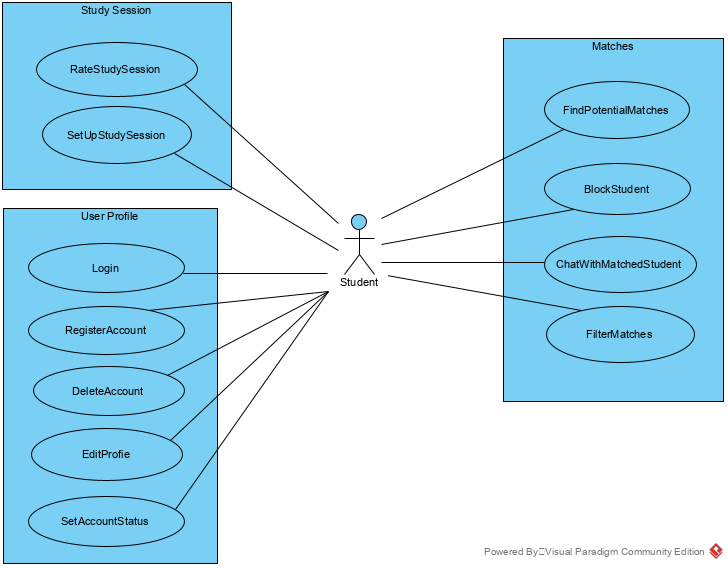 Study Session
RateStudySession
SetUpStudySession
User Profile
Login
RegisterAccount
DeleteAccount
EditProfie
SetAccountStatus
Student
Matches
FindPotentialMatches
BlockStudent
ChatWithMatchedStudent
FilterMatches
Powered By Visual Paradigm Community Edition